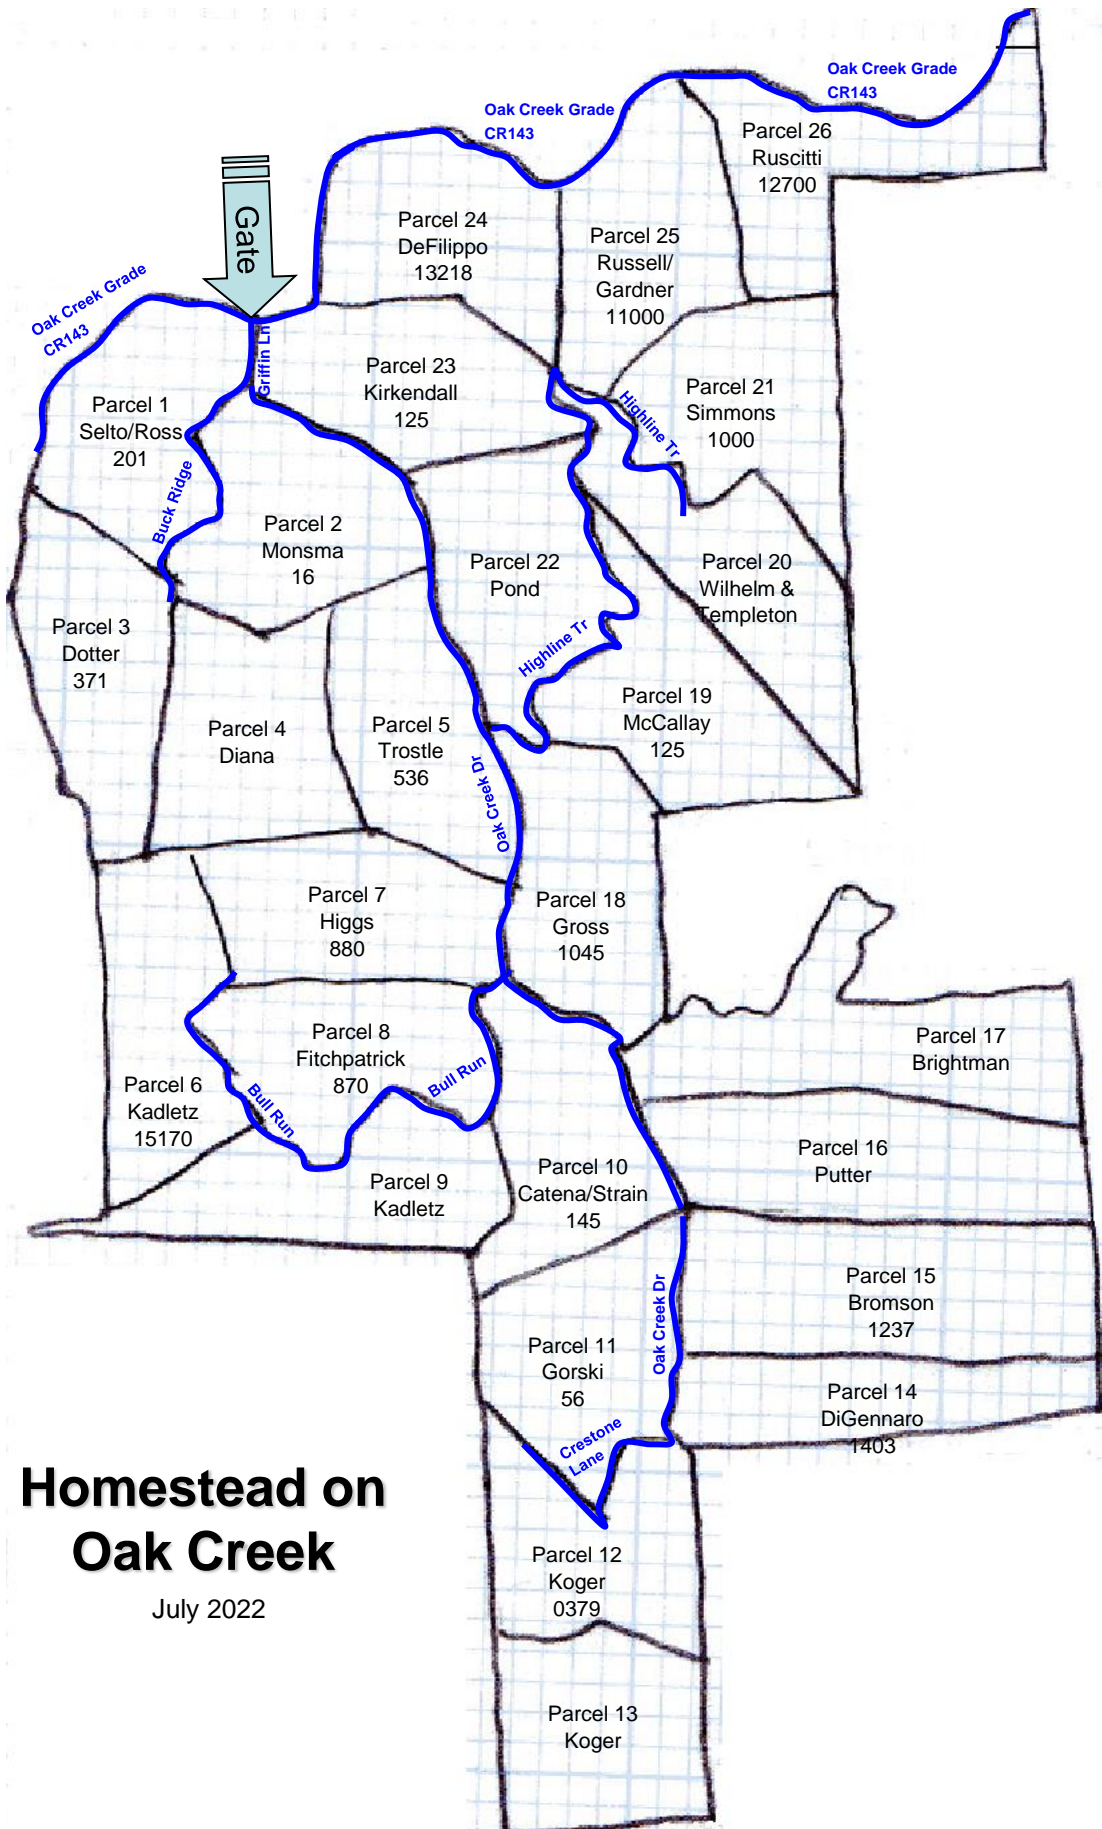 Oak Creek Grade
CR143
Oak Creek Grade
CR143
Parcel 26
Ruscitti
12700
Gate
Parcel 24
DeFilippo
13218
Parcel 25
Russell/
Gardner
11000
Oak Creek Grade
CR143
Griffin Ln
Parcel 23
Kirkendall
125
Parcel 21
Simmons
1000
Highline Tr
Parcel 1
Selto/Ross
201
Buck Ridge
Parcel 2
Monsma
16
Parcel 22
Pond
Parcel 20
Wilhelm &
Templeton
Parcel 3
Dotter
371
Highline Tr
Parcel 19
McCallay
125
Parcel 4
Diana
Parcel 5
Trostle
536
Oak Creek Dr
Parcel 7
Higgs
880
Parcel 18
Gross
1045
Parcel 8
Fitchpatrick
870
Bull Run
Bull Run
Parcel 17
Brightman
Parcel 6
Kadletz
15170
Parcel 16
Putter
Parcel 9
Kadletz
Parcel 10
Catena/Strain
145
Parcel 15
Bromson
1237
Oak Creek Dr
Parcel 11
Gorski
56
Parcel 14
DiGennaro
1403
Crestone
Lane
Homestead on
Oak Creek
July 2022
Parcel 12
Koger
0379
Parcel 13
Koger